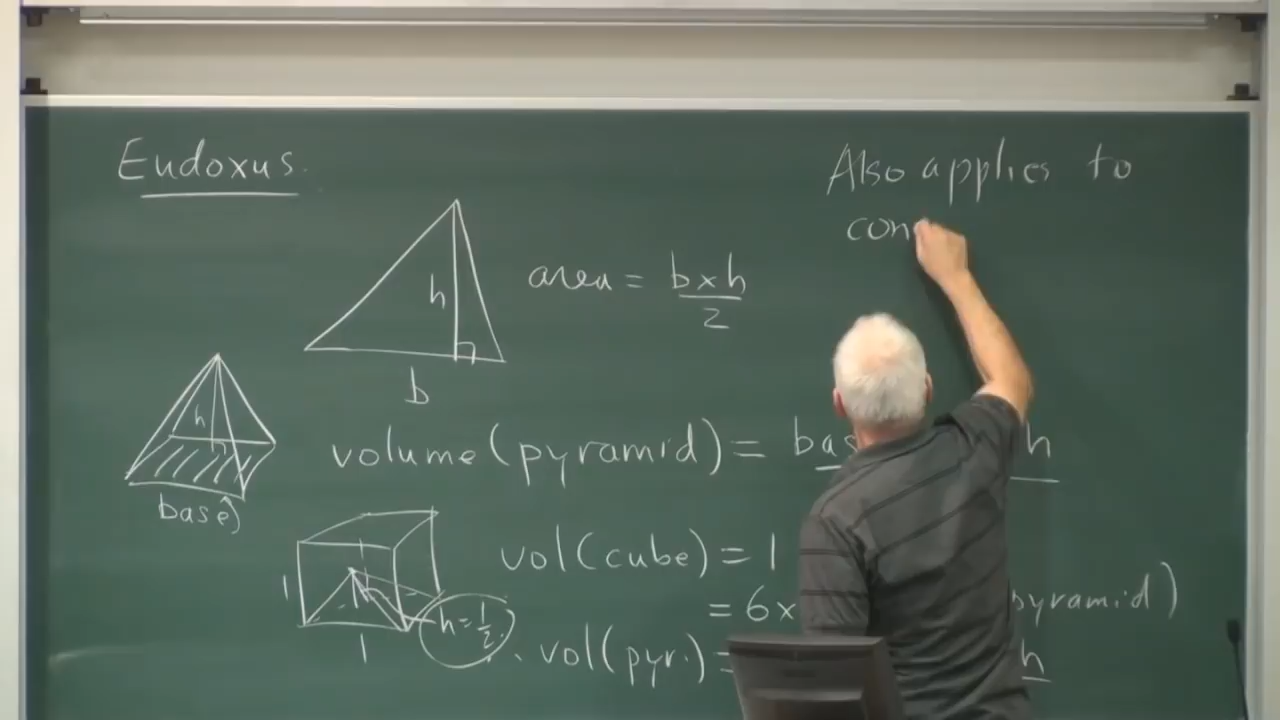 Eudoxus.
Also applies to
con
h
area = b x h
2
b
h
base
volume (pyramid) = bas h
vol(cube) = 1
= 6 x pyramid)
1
h = 1/2
1
vol(pyr.) = h